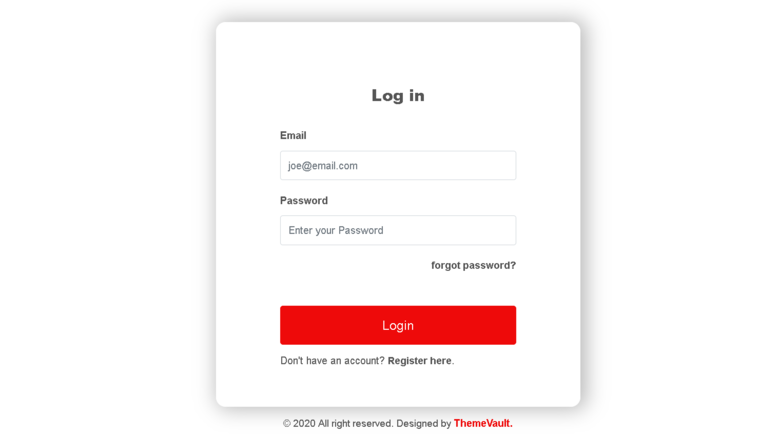 Log in
Email
joe@email.com
Password
Enter your Password
forgot password?
Login
Don't have an account? Register here.
© 2020 All right reserved. Designed by ThemeVault.